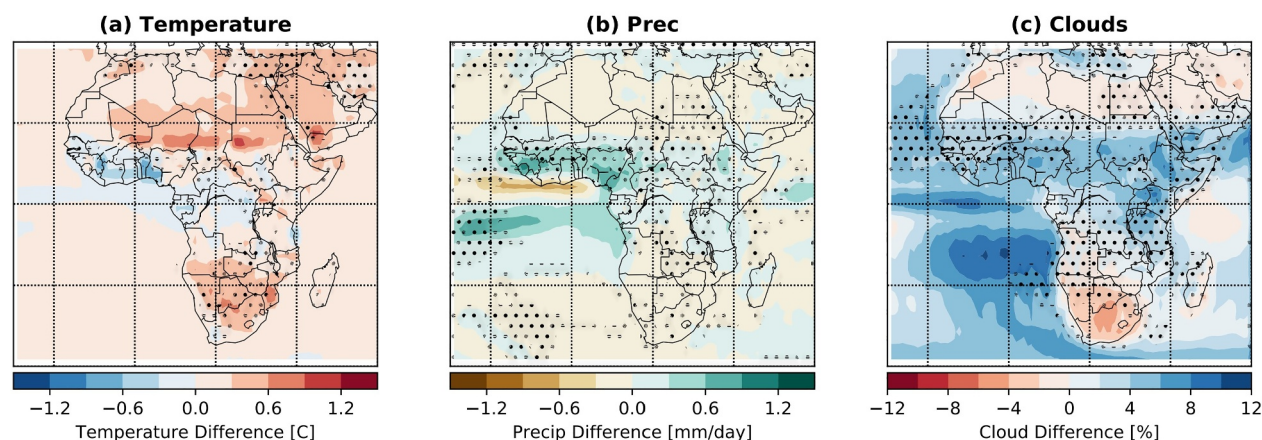 (a) Temperature
(b) Prec
(c) Clouds
−1.2 −0.6 0.0 0.6 1.2
Temperature Difference [C]
−1.2 −0.6 0.0 0.6 1.2
Precip Difference [mm/day]
−12 −8 −4 0 4 8 12
Cloud Difference [%]